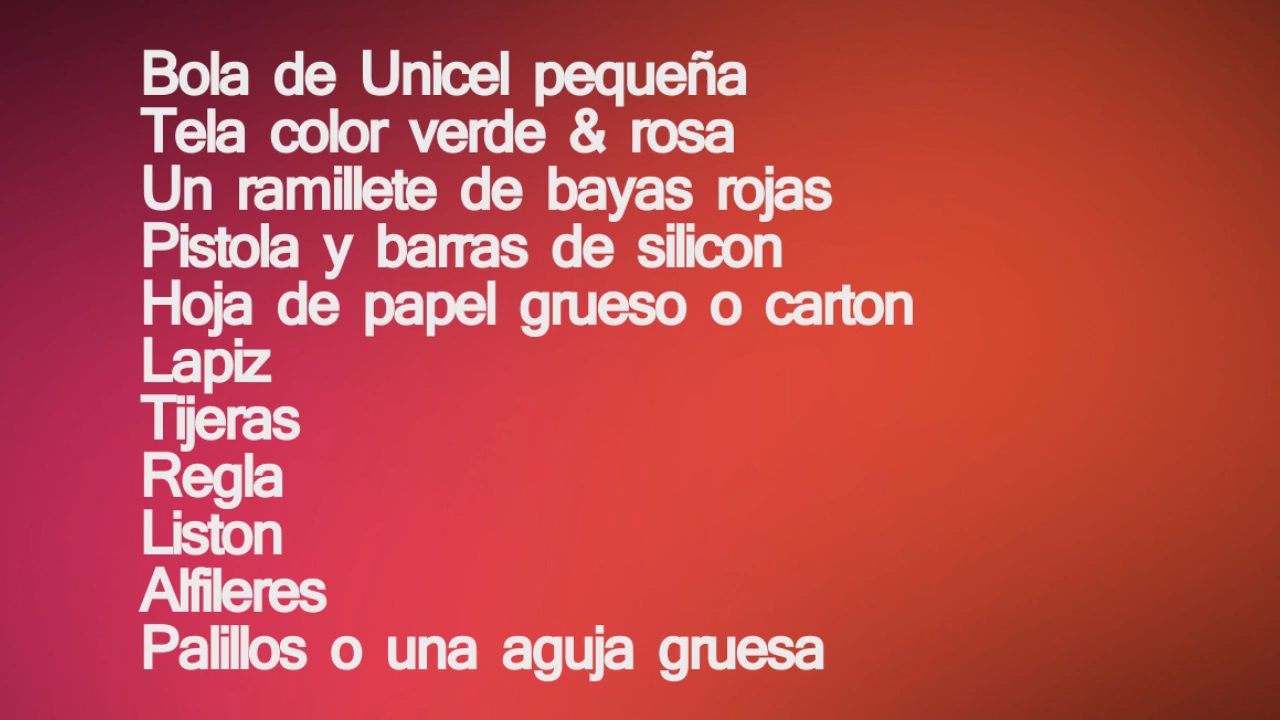 Bola de Unicel pequeña
Tela color verde & rosa
Un ramillete de bayas rojas
Pistola y barras de silicon
Hoja de papel grueso o carton
Lapiz
Tijeras
Regla
Liston
Alfileres
Palillos o una aguja gruesa